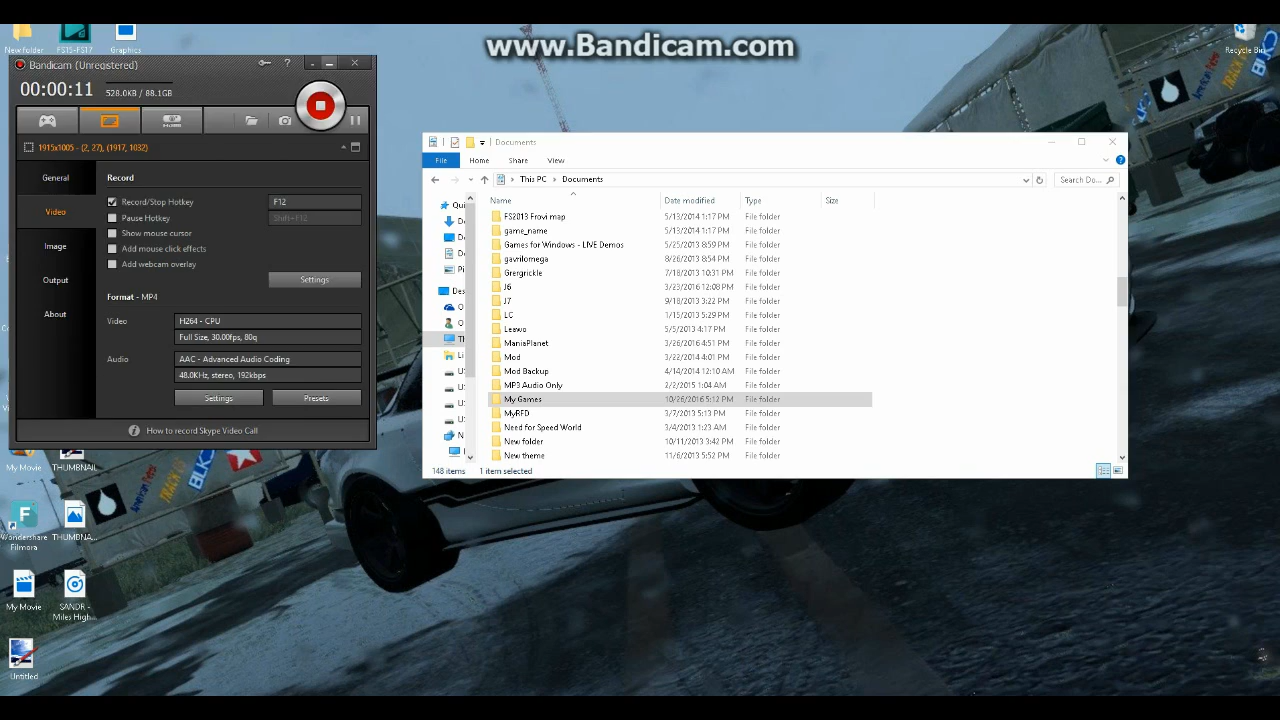 www.Bandicam.com
New folder
FS15-FS17
Graphics
Recycle Bin
Bandicam (Unregistered)
?
00:00:11
528.0KB / 88.1GB
1915x1005 - (2, 27), (1917, 1032)
General
Video
Image
Output
About
Record
Record/Stop Hotkey
F12
Pause Hotkey
Shift+F12
Show mouse cursor
Add mouse click effects
Add webcam overlay
Settings
Format - MP4
Video
H264 - CPU
Full Size, 30.00fps, 80q
Audio
AAC - Advanced Audio Coding
48.0KHz, stereo, 192kbps
Settings
Presets
How to record Skype Video Call
Documents
File
Home
Share
View
This PC
Documents
Search Do...
Name
Date modified
Type
Size
FS2013 Frovi map 5/13/2014 1:17 PM File folder
game_name 5/13/2014 1:17 PM File folder
Games for Windows - LIVE Demos 5/25/2013 8:59 PM File folder
gavrilomega 8/26/2013 8:54 PM File folder
Grergrickle 7/18/2013 10:31 PM File folder
J6 3/23/2016 12:08 PM File folder
J7 9/18/2013 3:22 PM File folder
LC 1/15/2013 5:29 PM File folder
Leawo 5/5/2013 4:17 PM File folder
ManiaPlanet 3/26/2016 4:51 PM File folder
Mod 3/22/2014 4:01 PM File folder
Mod Backup 4/14/2014 12:10 AM File folder
MP3 Audio Only 2/2/2015 1:04 AM File folder
My Games 10/26/2016 5:12 PM File folder
MyRFD 3/7/2013 5:13 PM File folder
Need for Speed World 3/4/2013 1:23 AM File folder
New folder 10/11/2013 3:42 PM File folder
New theme 11/6/2013 5:52 PM File folder
148 items
1 item selected
My Movie
THUMBNAIL
Wondershare Filmora
THUMBNA...
My Movie
SANDR -
Miles High...
Untitled
American Petro
TRACK
BLK